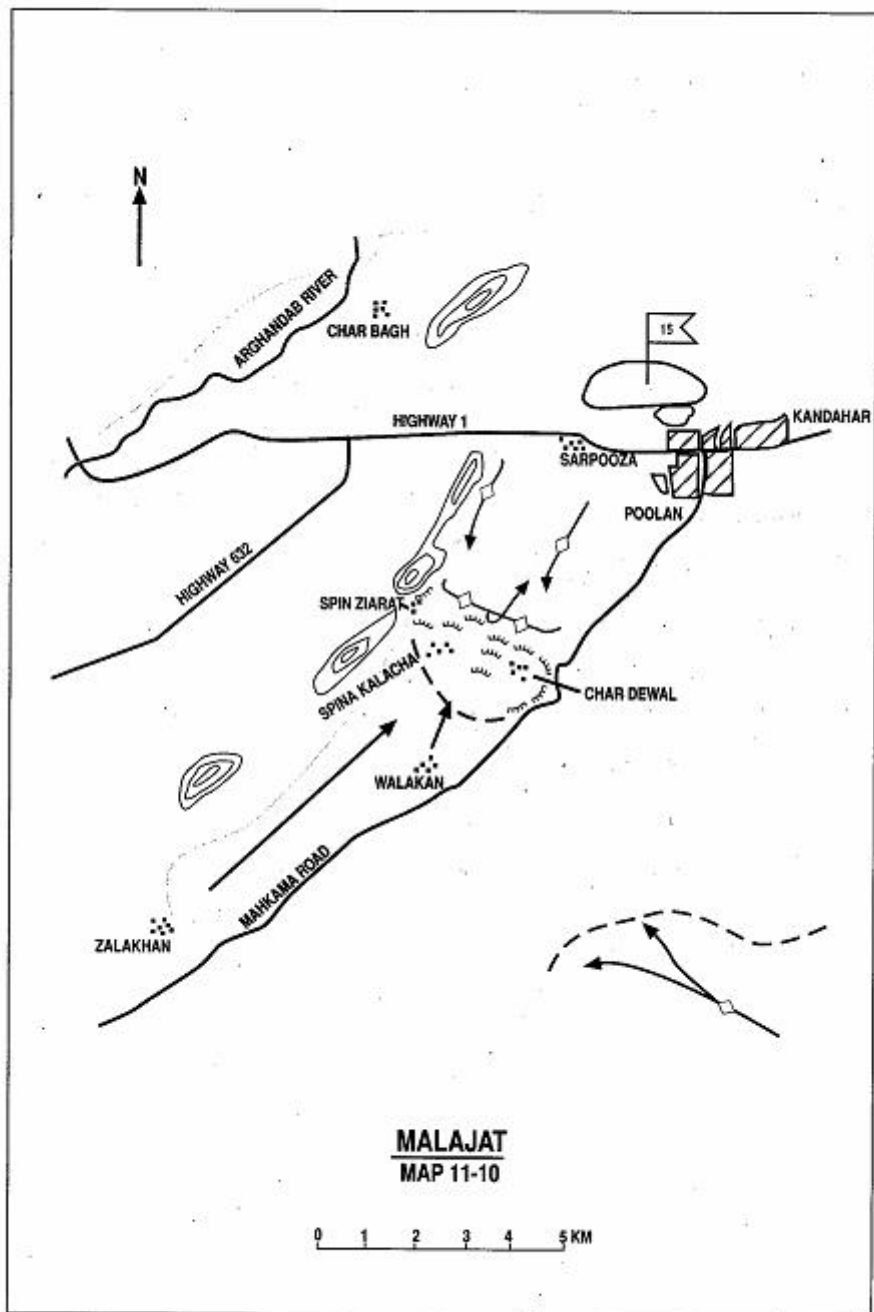 N
ARGHANDAB RIVER
CHAR BAGH
15
KANDAHAR
HIGHWAY 1
SARPOOZA
POOLAN
HIGHWAY 632
SPIN ZIARAT
SPINA KALACHA
CHAR DEWAL
WALAKAN
MAHKAMA ROAD
ZALAKHAN
MALAJAT
MAP 11-10
0 1 2 3 4 5 KM